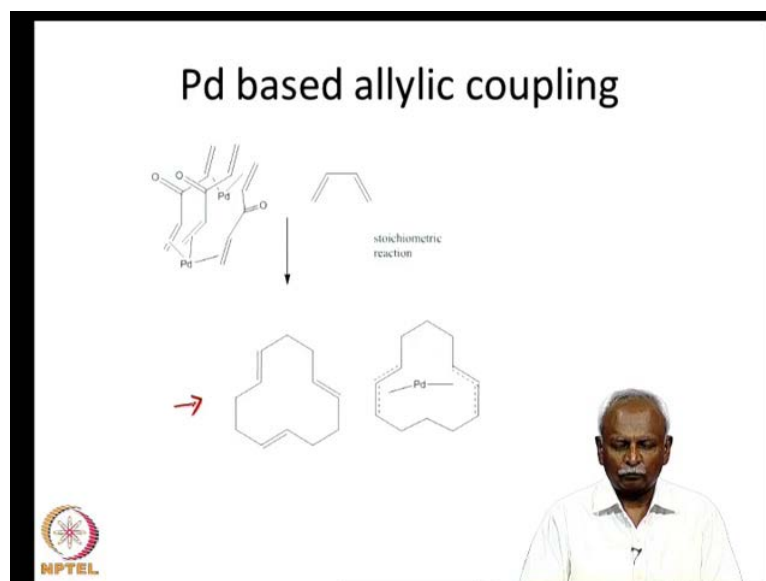 Pd based allylic coupling
O
O
Pd
O
Pd
stoichiometric
reaction
Pd
NPTEL